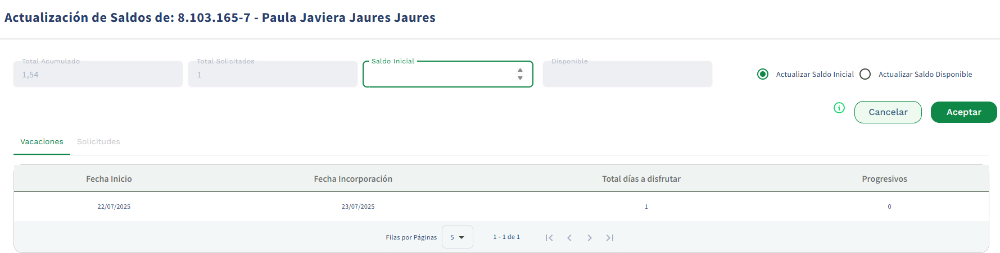 Actualización de Saldos de: 8.103.165-7 - Paula Javiera Jaures Jaures
Total Acumulado
1,54
Total Solicitados
1
Saldo Inicial
Disponible
Actualizar Saldo Inicial
Actualizar Saldo Disponible
Cancelar
Aceptar
Vacaciones
Solicitudes
Fecha Inicio Fecha Incorporación Total días a disfrutar Progresivos
22/07/2025 23/07/2025 1 0
Filas por Páginas 5 1 - 1 de 1